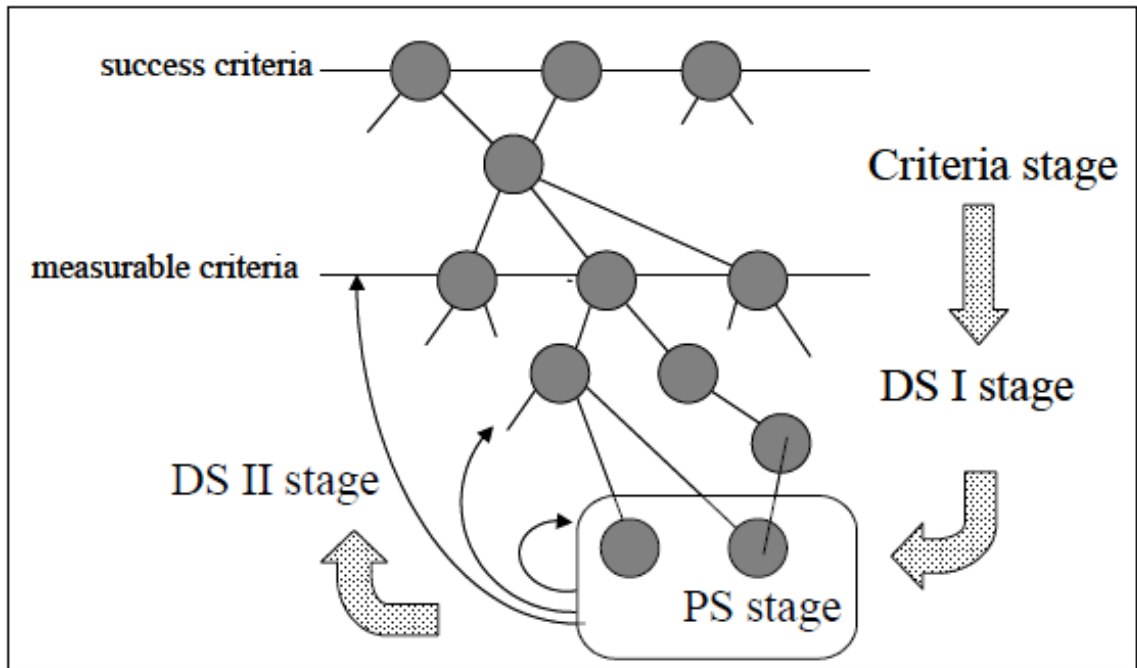 success criteria
Criteria stage
measurable criteria
DS I stage
DS II stage
PS stage